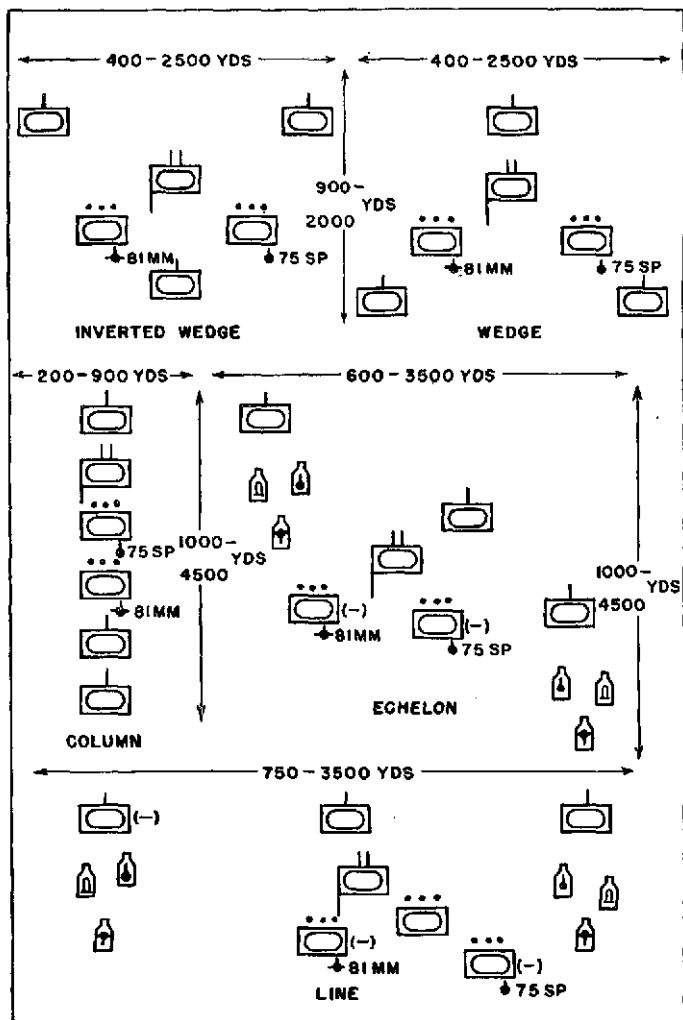 400-2500 YDS
400-2500 YDS
900-
YDS
2000
81MM
75 SP
81MM
75 SP
INVERTED WEDGE
WEDGE
200-900 YDS
600-3500 YDS
1000-
YDS
4500
75 SP
81MM
(-)
81MM
(-)
75 SP
1000-
YDS
4500
ECHELON
COLUMN
750-3500 YDS
(-)
(-)
81MM
(-)
75 SP
LINE